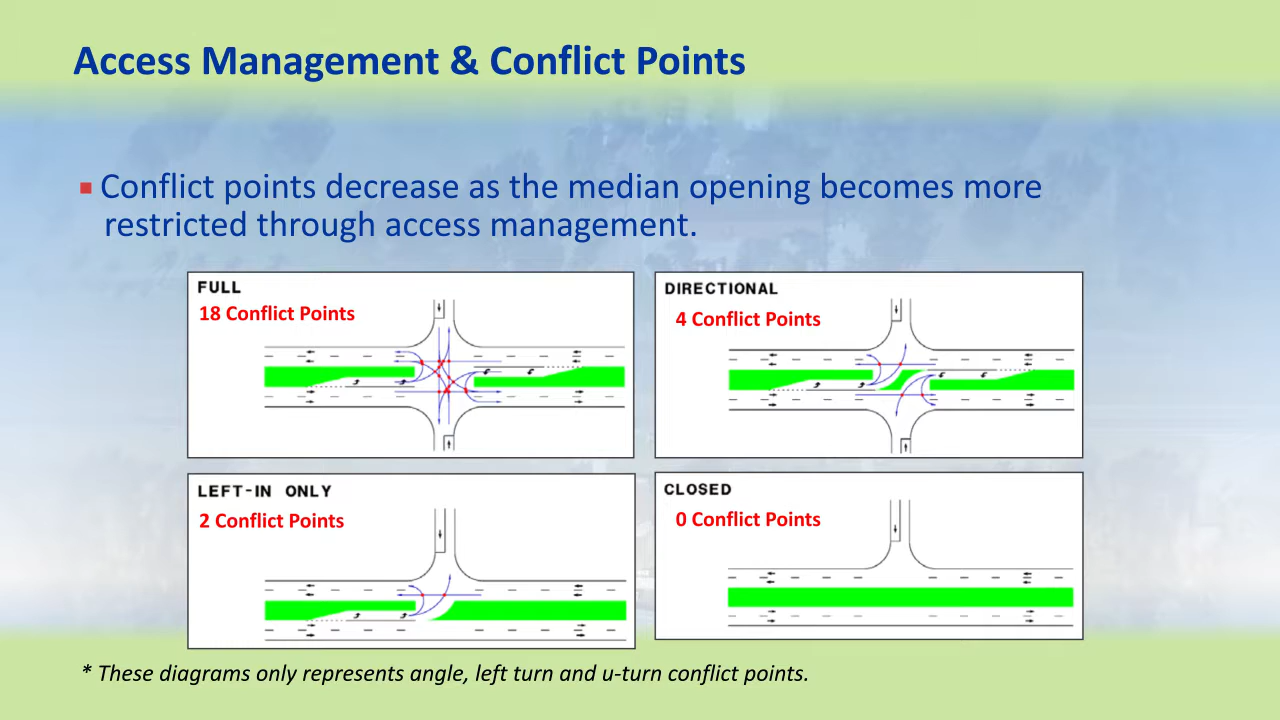 Access Management & Conflict Points
Conflict points decrease as the median opening becomes more
restricted through access management.
FULL
18 Conflict Points
DIRECTIONAL
4 Conflict Points
LEFT-IN ONLY
2 Conflict Points
CLOSED
0 Conflict Points
* These diagrams only represents angle, left turn and u-turn conflict points.